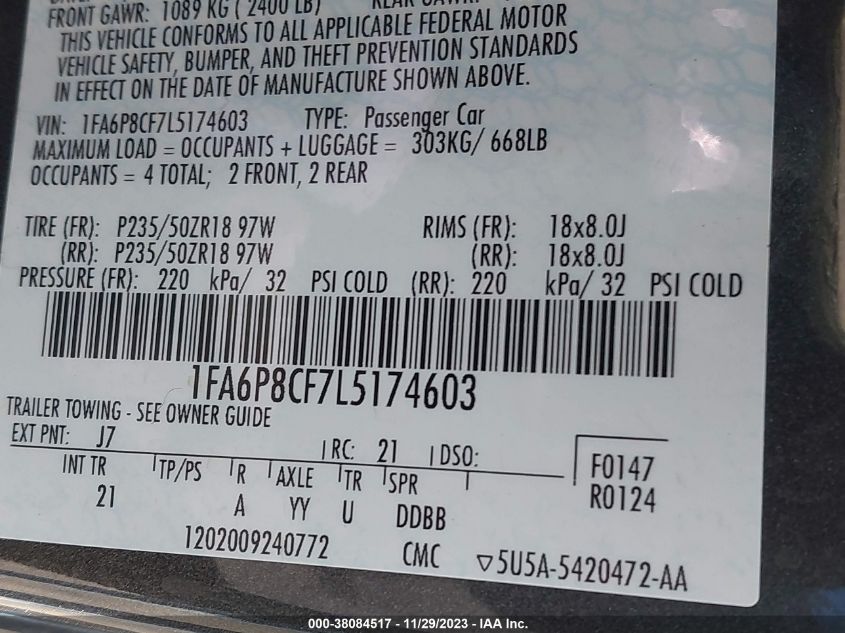 FRONT GAWR: 1089 KG ( 2400 LB)
THIS VEHICLE CONFORMS TO ALL APPLICABLE FEDERAL MOTOR
VEHICLE SAFETY, BUMPER, AND THEFT PREVENTION STANDARDS
IN EFFECT ON THE DATE OF MANUFACTURE SHOWN ABOVE.
VIN: 1FA6P8CF7L5174603 TYPE: Passenger Car
MAXIMUM LOAD = OCCUPANTS + LUGGAGE = 303KG/ 668LB
OCCUPANTS = 4 TOTAL; 2 FRONT, 2 REAR
TIRE (FR): P235/50ZR18 97W RIMS (FR): 18x8.0J
(RR): P235/50ZR18 97W (RR): 18x8.0J
PRESSURE (FR): 220 kPa/ 32 PSI COLD (RR): 220 kPa/ 32 PSI COLD
1FA6P8CF7L5174603
TRAILER TOWING - SEE OWNER GUIDE
EXT PNT: J7 RC: 21 DSO:
F0147
INT TR TP/PS R AXLE TR SPR
R0124
21 A YY U DDBB
1202009240772 CMC ▽5U5A-5420472-AA
000-38084517 - 11/29/2023 - IAA Inc.